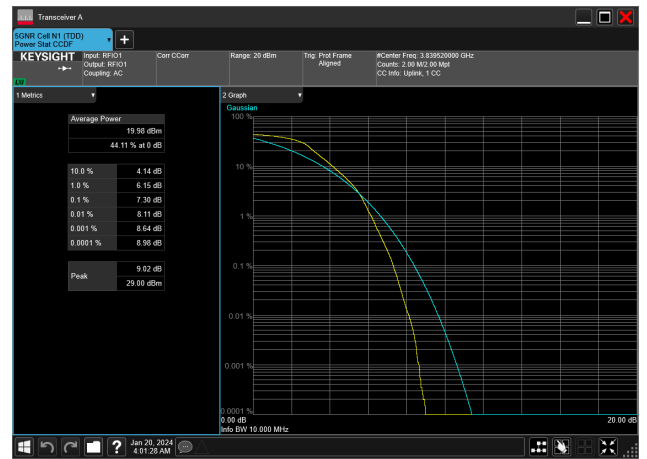 Transceiver A
5GNR Cell N1 (TDD)
Power Stat CCDF
KEYSIGHT
LXI
Input: RFIO1
Output: RFIO1
Coupling: AC
Corr CCorr
Range: 20 dBm
Trig: Prot Frame
Aligned
#Center Freq: 3.839520000 GHz
Counts: 2.00 M/2.00 Mpt
CC Info: Uplink, 1 CC
1 Metrics
Average Power
19.98 dBm
44.11 % at 0 dB
10.0 % 4.14 dB
1.0 % 6.15 dB
0.1 % 7.30 dB
0.01 % 8.11 dB
0.001 % 8.64 dB
0.0001 % 8.98 dB
Peak
9.02 dB
29.00 dBm
2 Graph
Gaussian
100 %
10 %
1 %
0.1 %
0.01 %
0.001 %
0.0001 %
0.00 dB 20.00 dB
Info BW 10.000 MHz
?
Jan 20, 2024
4:01:28 AM